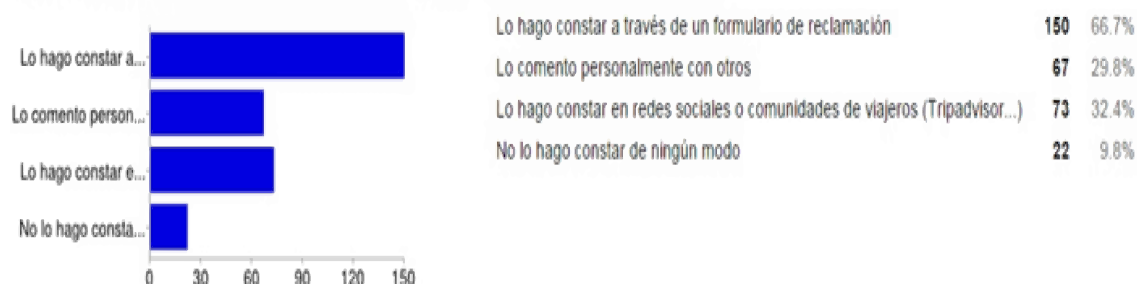 Lo hago constar a...
Lo comento person...
Lo hago constar e...
No lo hago consta...
0 30 60 90 120 150
Lo hago constar a través de un formulario de reclamación 150 66.7%
Lo comento personalmente con otros 67 29.8%
Lo hago constar en redes sociales o comunidades de viajeros (Tripadvisor...) 73 32.4%
No lo hago constar de ningún modo 22 9.8%